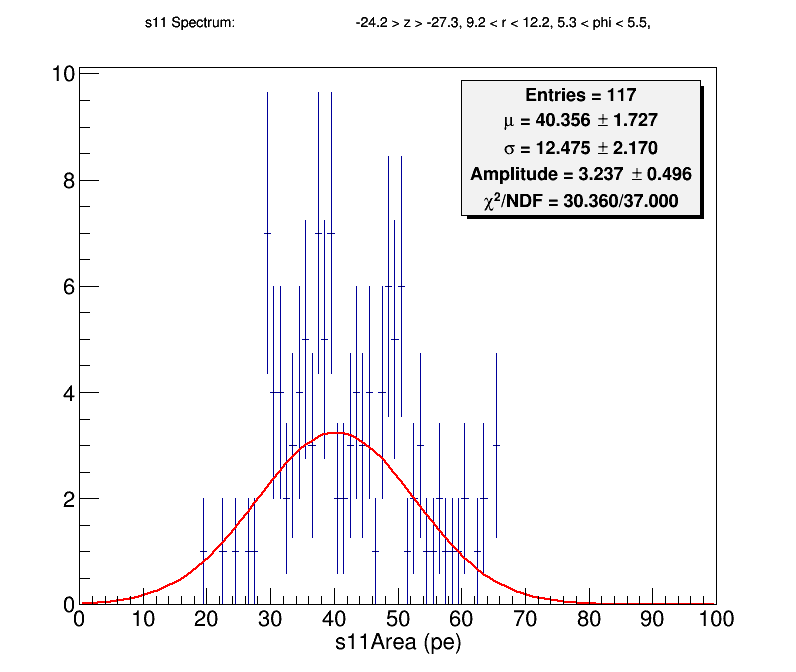 s11 Spectrum: -24.2 > z > -27.3, 9.2 < r < 12.2, 5.3 < phi < 5.5,
Entries = 117
μ = 40.356 ± 1.727
σ = 12.475 ± 2.170
Amplitude = 3.237 ± 0.496
χ²/NDF = 30.360/37.000
10
8
6
4
2
0
0 10 20 30 40 50 60 70 80 90 100
s11Area (pe)